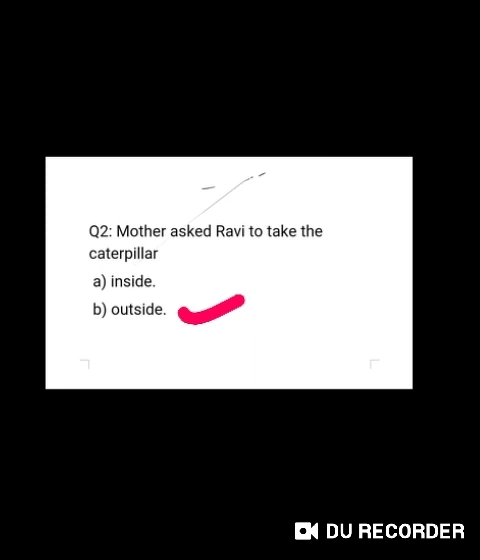 Q2: Mother asked Ravi to take the
caterpillar
a) inside.
b) outside.
DU RECORDER